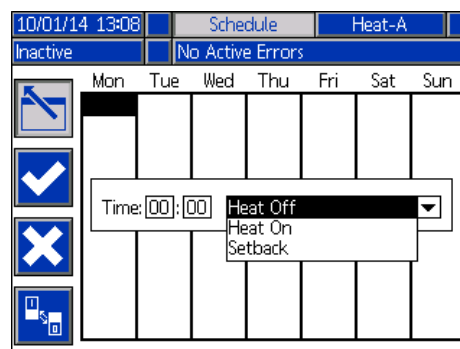 10/01/14 13:08 Schedule Heat-A
Inactive No Active Errors
Mon Tue Wed Thu Fri Sat Sun
Time: 00 : 00 Heat Off
Heat On
Setback